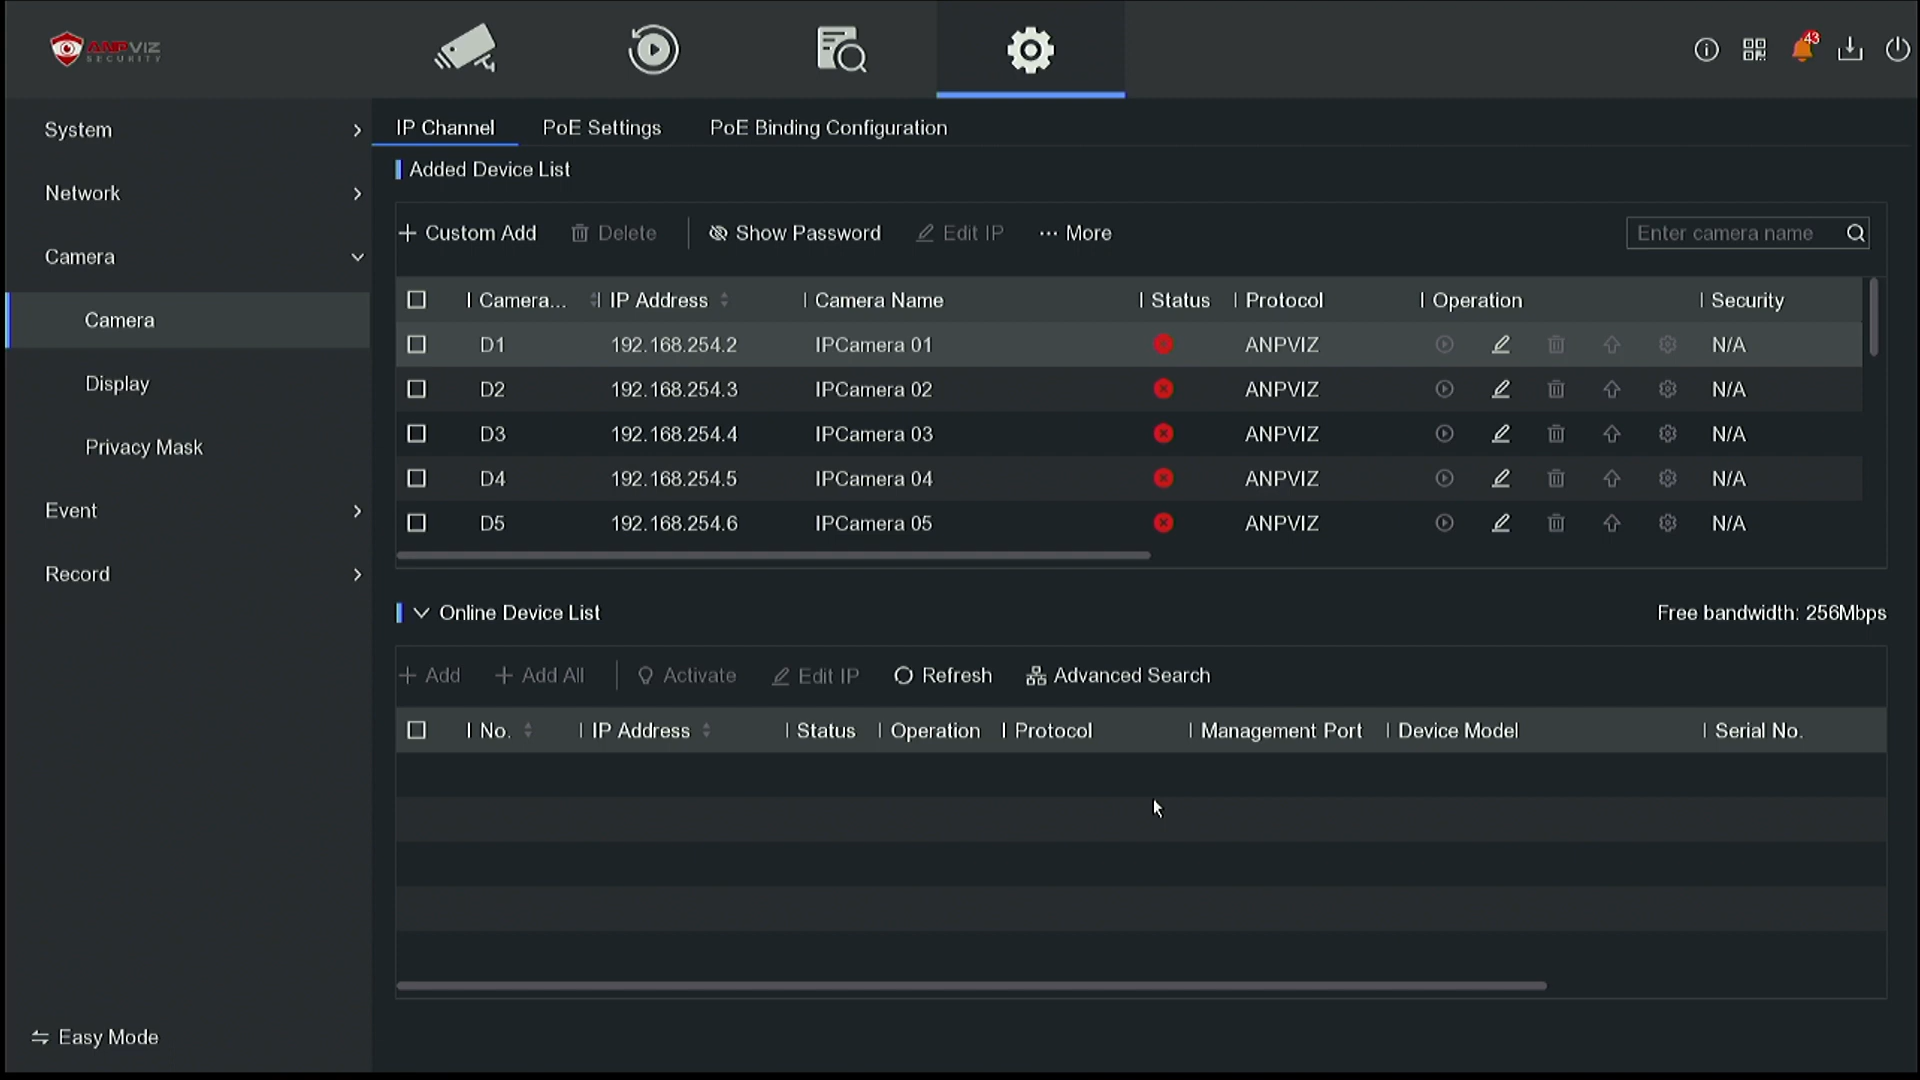 ANPVIZ
SECURITY
43
System
Network
Camera
Camera
Display
Privacy Mask
Event
Record
Easy Mode
IP Channel PoE Settings PoE Binding Configuration
Added Device List
Custom Add Delete Show Password Edit IP ... More Enter camera name
Camera... IP Address Camera Name Status Protocol Operation Security
D1 192.168.254.2 IPCamera 01 ANPVIZ N/A
D2 192.168.254.3 IPCamera 02 ANPVIZ N/A
D3 192.168.254.4 IPCamera 03 ANPVIZ N/A
D4 192.168.254.5 IPCamera 04 ANPVIZ N/A
D5 192.168.254.6 IPCamera 05 ANPVIZ N/A
Online Device List Free bandwidth: 256Mbps
Add Add All Activate Edit IP Refresh Advanced Search
No. IP Address Status Operation Protocol Management Port Device Model Serial No.